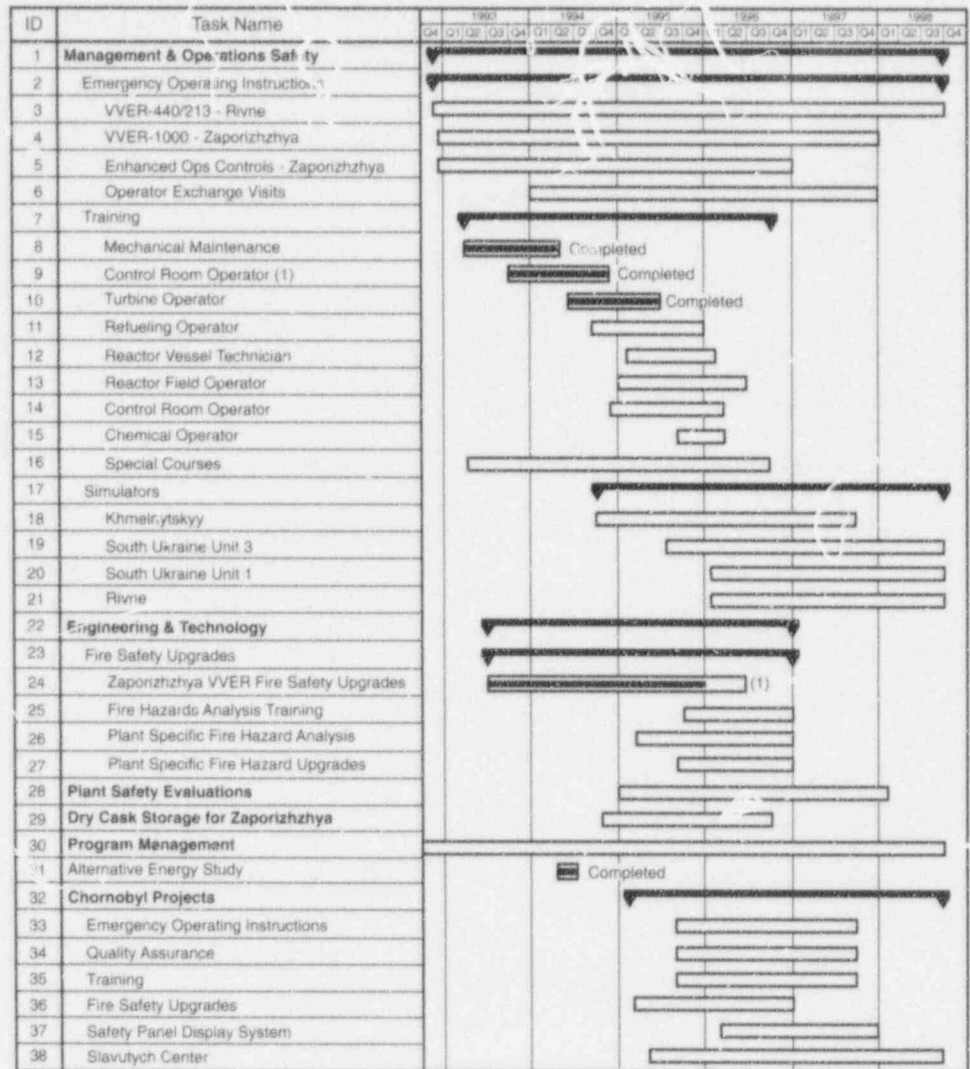 ID Task Name 1993 1994 1995 1996 1997 1998
Q4 Q1 Q2 Q3 Q4 Q1 Q2 Q3 Q4 Q1 Q2 Q3 Q4 Q1 Q2 Q3 Q4 Q1 Q2 Q3 Q4 Q1 Q2 Q3 Q4
1 Management & Operations Safety
2 Emergency Operating Instructions
3 VVER-440/213 - Rivne
4 VVER-1000 - Zaporizhzhya
5 Enhanced Ops Controls - Zaporizhzhya
6 Operator Exchange Visits
7 Training
8 Mechanical Maintenance Completed
9 Control Room Operator (1) Completed
10 Turbine Operator Completed
11 Refueling Operator
12 Reactor Vessel Technician
13 Reactor Field Operator
14 Control Room Operator
15 Chemical Operator
16 Special Courses
17 Simulators
18 Khmelnytskyy
19 South Ukraine Unit 3
20 South Ukraine Unit 1
21 Rivne
22 Engineering & Technology
23 Fire Safety Upgrades
24 Zaporizhzhya VVER Fire Safety Upgrades (1)
25 Fire Hazards Analysis Training
26 Plant Specific Fire Hazard Analysis
27 Plant Specific Fire Hazard Upgrades
28 Plant Safety Evaluations
29 Dry Cask Storage for Zaporizhzhya
30 Program Management
31 Alternative Energy Study Completed
32 Chornobyl Projects
33 Emergency Operating Instructions
34 Quality Assurance
35 Training
36 Fire Safety Upgrades
37 Safety Panel Display System
38 Slavutych Center